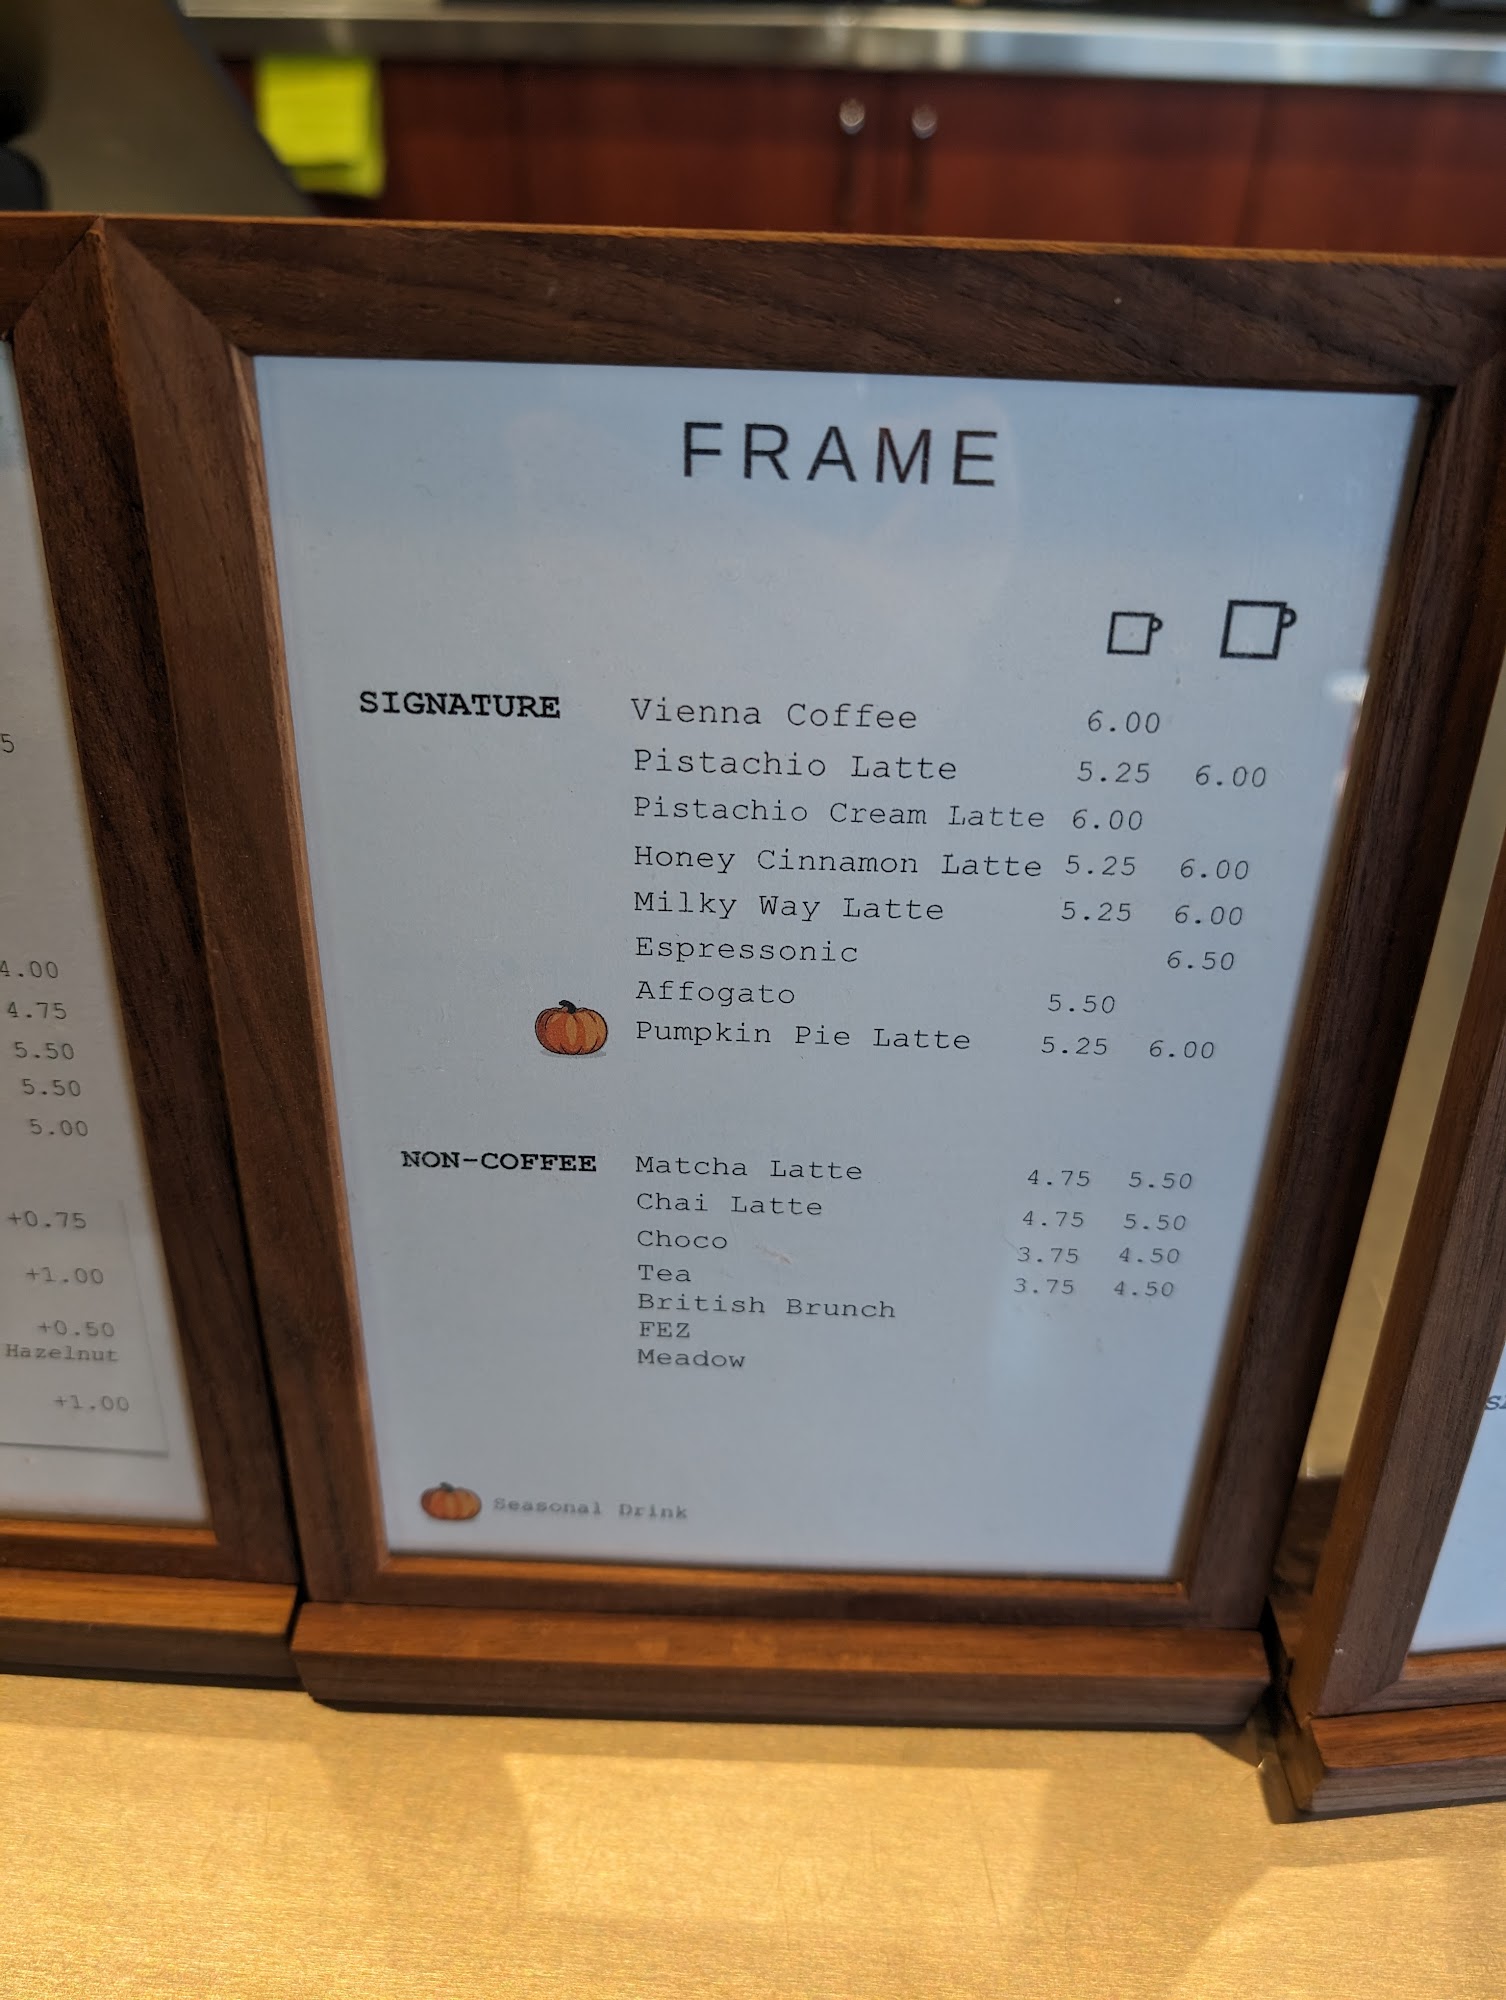 FRAME
SIGNATURE Vienna Coffee 6.00
Pistachio Latte 5.25 6.00
Pistachio Cream Latte 6.00
Honey Cinnamon Latte 5.25 6.00
Milky Way Latte 5.25 6.00
Espressonic 6.50
Affogato 5.50
Pumpkin Pie Latte 5.25 6.00
NON-COFFEE Matcha Latte 4.75 5.50
Chai Latte 4.75 5.50
Choco 3.75 4.50
Tea 3.75 4.50
British Brunch
FEZ
Meadow
Seasonal Drink
4.00
4.75
5.50
5.50
5.00
+0.75
+1.00
+0.50
Hazelnut
+1.00